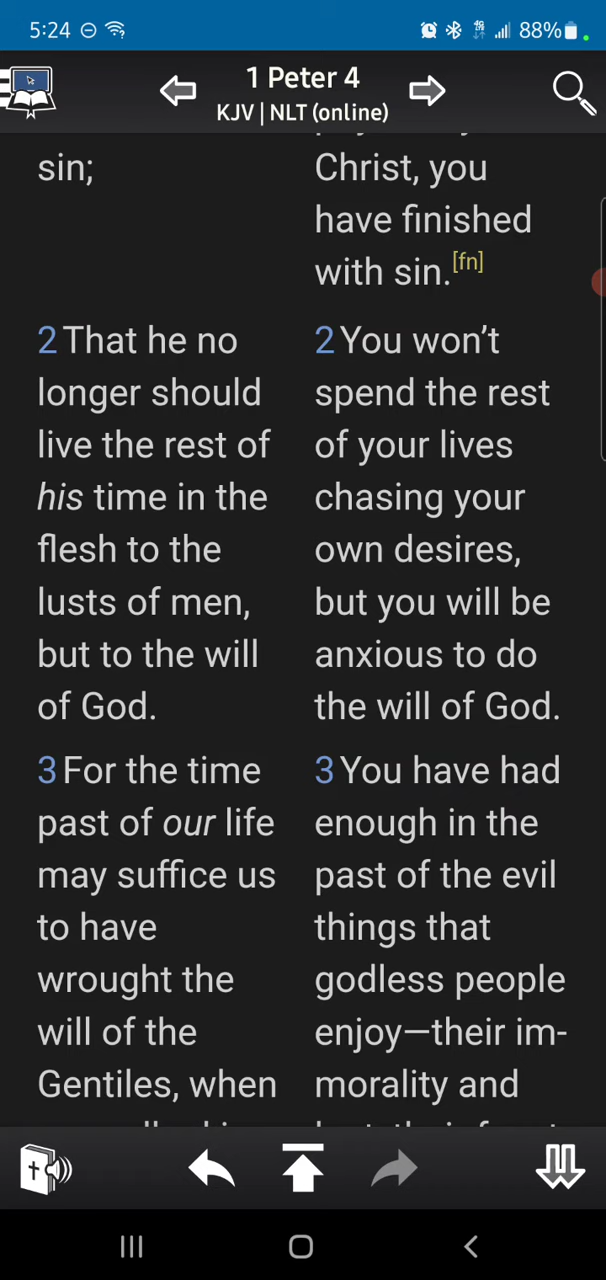 5:24
4G
88%
1 Peter 4
KJV | NLT (online)
sin;
2 That he no
longer should
live the rest of
his time in the
flesh to the
lusts of men,
but to the will
of God.
3 For the time
past of our life
may suffice us
to have
wrought the
will of the
Gentiles, when
Christ, you
have finished
with sin.[fn]
2 You won’t
spend the rest
of your lives
chasing your
own desires,
but you will be
anxious to do
the will of God.
3 You have had
enough in the
past of the evil
things that
godless people
enjoy—their im-
morality and